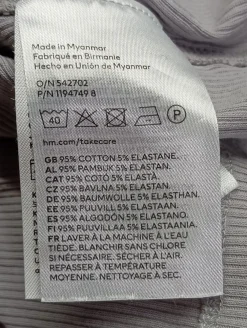 Made in Myanmar
Fabriqué en Birmanie
Hecho en Unión de Myanmar
O/N 542702
P/N 1194749 8
40
P
hm.com/takecare
GB 95% COTTON 5% ELASTANE.
AL 95% PAMBUK 5% ELASTAN.
CAT 95% COTÓ 5% ELASTÀ
CZ 95% BAVLNA 5% ELASTAN.
DE 95% BAUMWOLLE 5% ELASTHAN.
EE 95% PUUVILL 5% ELASTAAN.
ES 95% ALGODÓN 5% ELASTANO.
FI 95% PUUVILLAA 5% ELASTAANIA.
FR LAVER À LA MACHINE À L'EAU
TIÈDE. BLANCHIR SANS CHLORE
SI NÉCESSAIRE. SÉCHER À L'AIR.
REPASSER À TEMPÉRATURE
MOYENNE. NETTOYAGE À SEC.